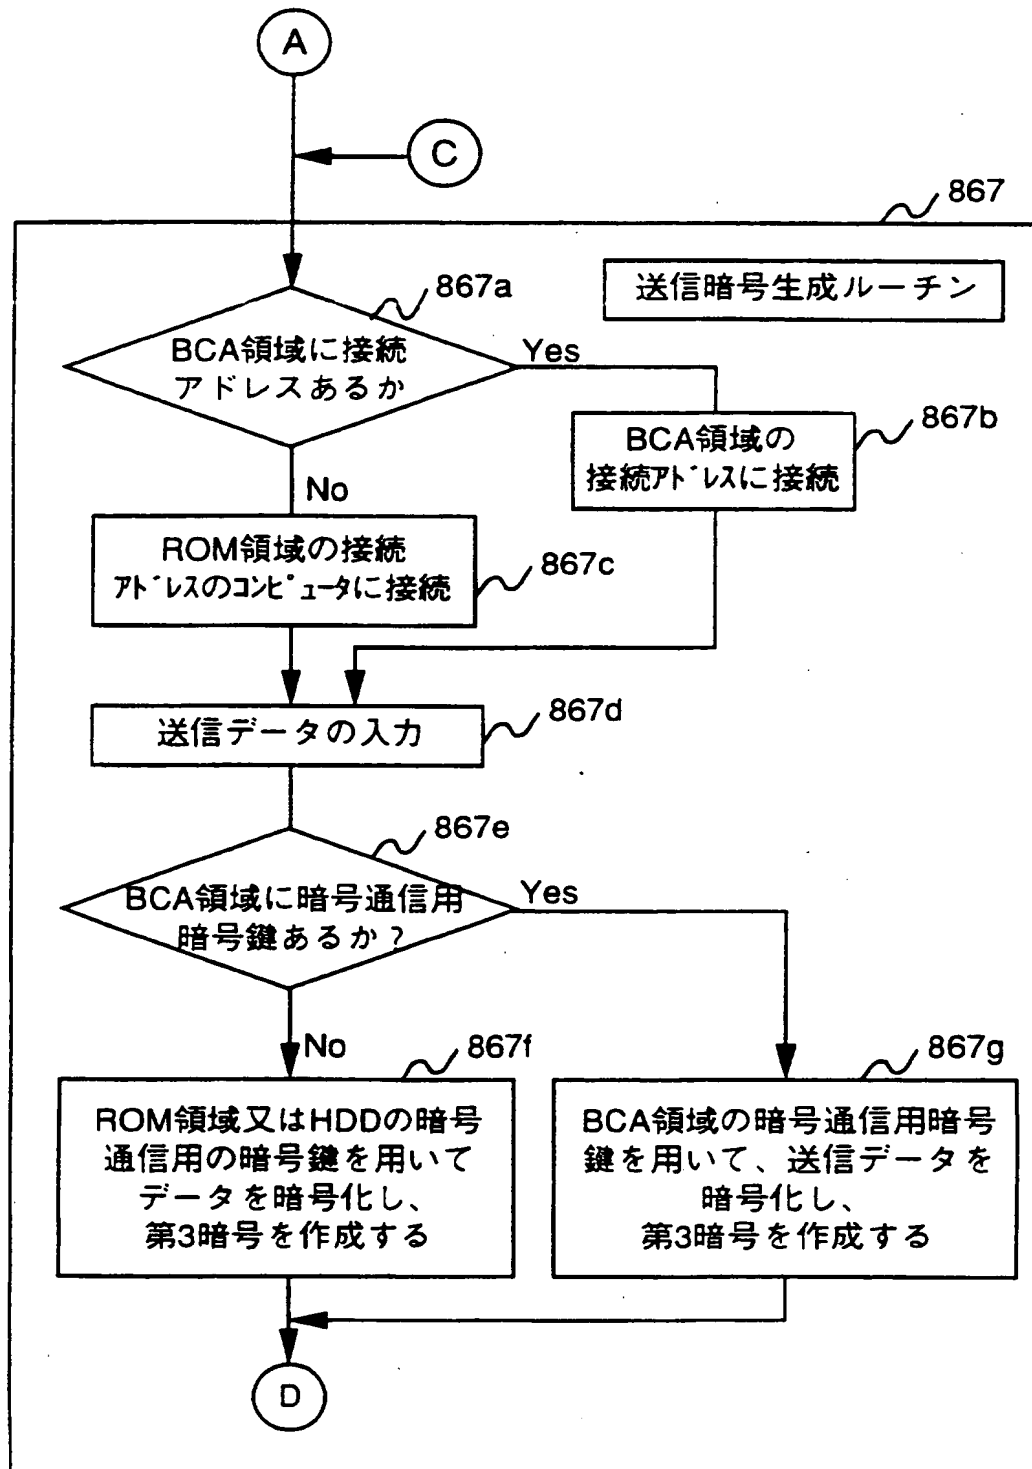 A
C
867
867a
送信暗号生成ルーチン
BCA領域に接続
アドレスあるか
Yes
867b
BCA領域の
接続ｱﾄﾞﾚｽに接続
No
ROM領域の接続
ｱﾄﾞﾚｽのｺﾝﾋﾟｭｰﾀに接続
867c
送信データの入力
867d
867e
BCA領域に暗号通信用
暗号鍵あるか？
Yes
No
867f
867g
ROM領域又はHDDの暗号
通信用の暗号鍵を用いて
データを暗号化し、
第3暗号を作成する
BCA領域の暗号通信用暗号
鍵を用いて、送信データを
暗号化し、
第3暗号を作成する
D